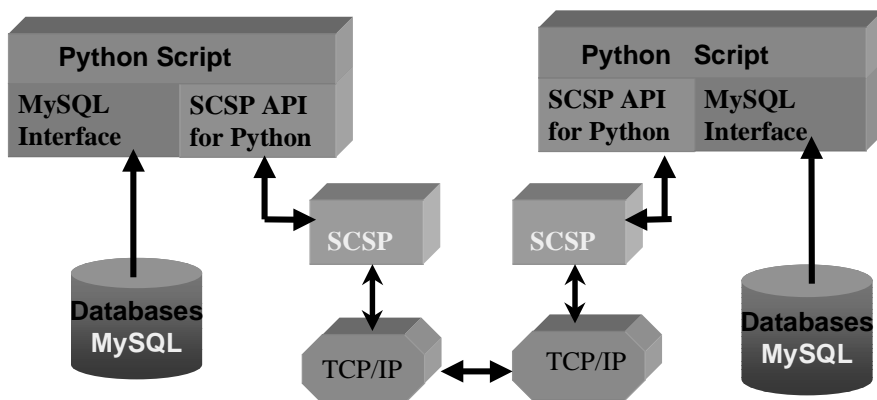 Python Script
MySQL
Interface
SCSP API
for Python
Python Script
SCSP API
for Python
MySQL
Interface
SCSP
SCSP
Databases
MySQL
Databases
MySQL
TCP/IP
TCP/IP